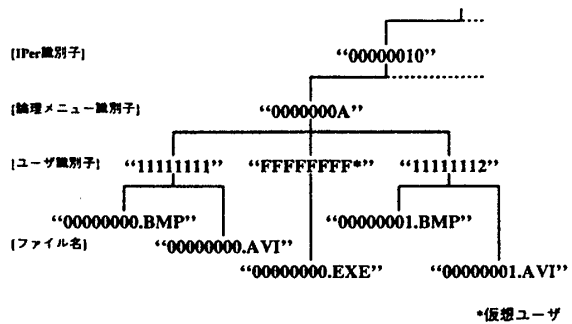 [IPer識別子]
“00000010”
[論理メニュー識別子]
“0000000A”
[ユーザ識別子]
“11111111”
“FFFFFFFF*”
“11111112”
“00000000.BMP”
“00000001.BMP”
[ファイル名]
“00000000.AVI”
“00000000.EXE”
“00000001.AVI”
*仮想ユーザ